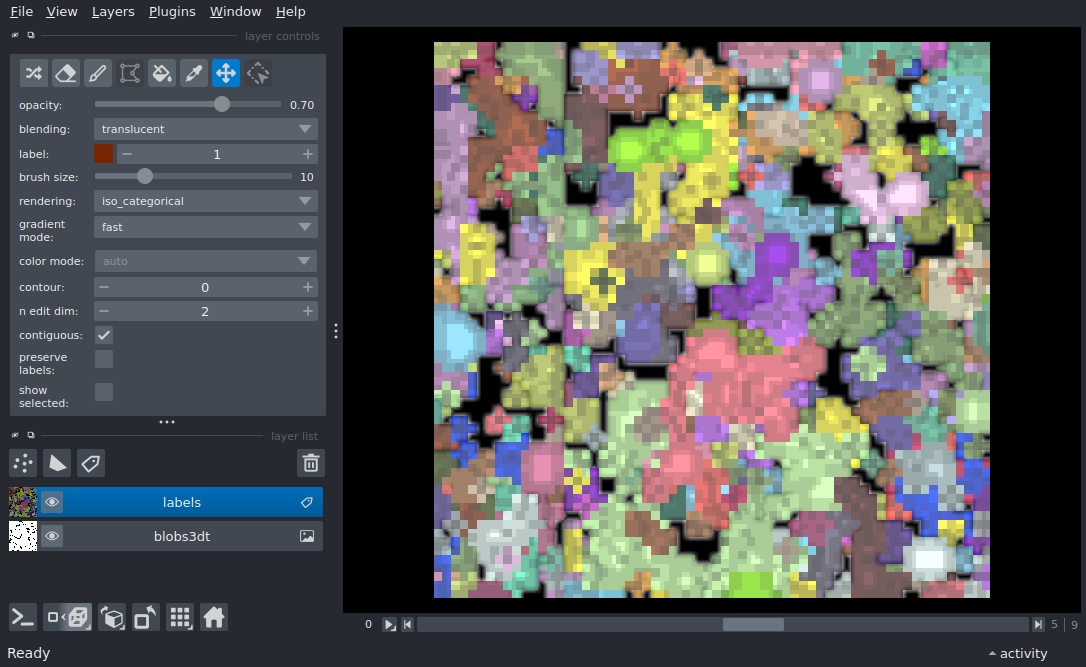 File View Layers Plugins Window Help
layer controls
opacity: 0.70
blending: translucent
label: 1
brush size: 10
rendering: iso_categorical
gradient
mode: fast
color mode: auto
contour: 0
n edit dim: 2
contiguous:
preserve
labels:
show
selected:
layer list
labels
blobs3dt
0 5 9
Ready activity